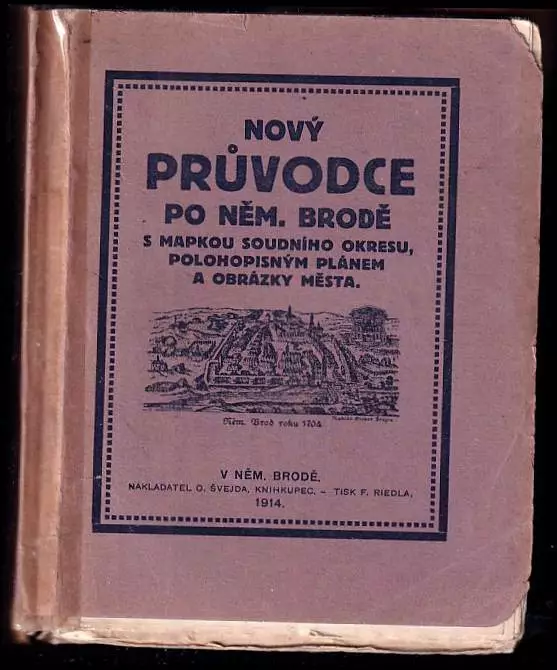 NOVÝ
PRŮVODCE
PO NĚM. BRODĚ
S MAPKOU SOUDNÍHO OKRESU,
POLOHOPISNÝM PLÁNEM
A OBRÁZKY MĚSTA.
Něm. Brod roku 1704.
V NĚM. BRODĚ.
NAKLADATEL O. ŠVEJDA, KNIHKUPEC. – TISK F. RIEDLA,
1914.